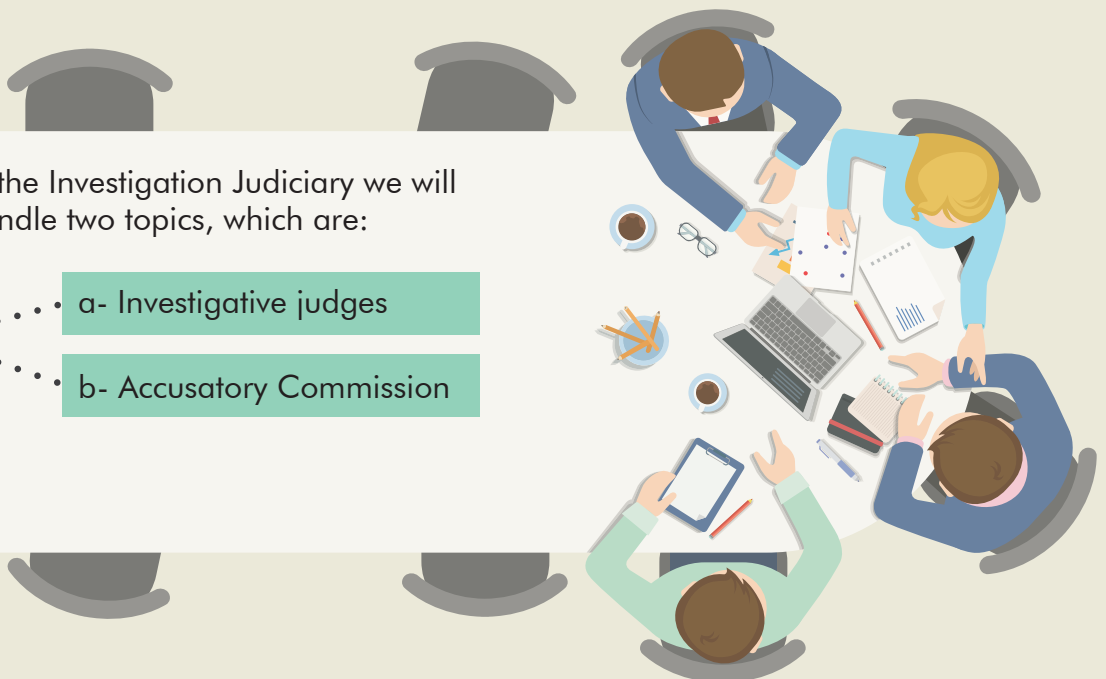 the Investigation Judiciary we will
ndle two topics, which are:
a- Investigative judges
b- Accusatory Commission